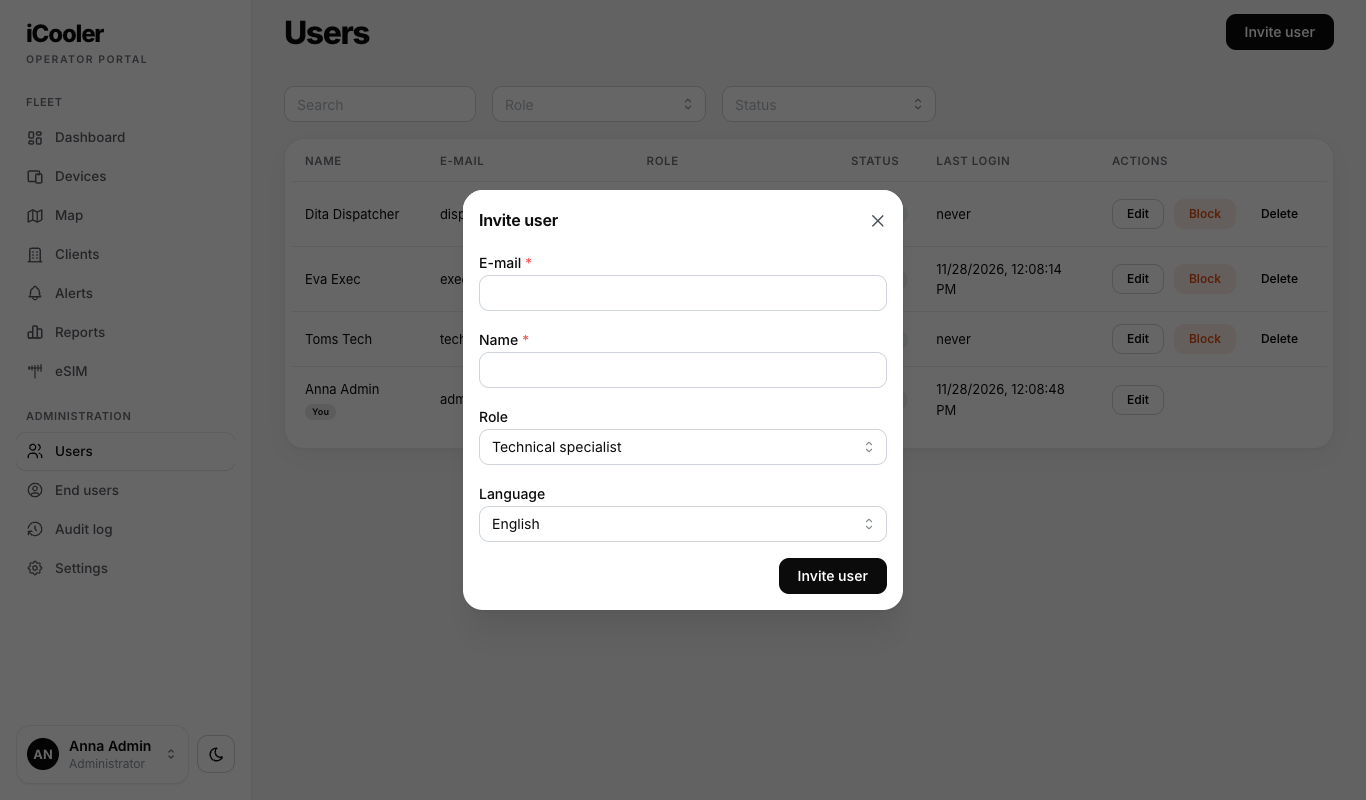 iCooler
OPERATOR PORTAL
FLEET
Dashboard
Devices
Map
Clients
Alerts
Reports
eSIM
ADMINISTRATION
Users
End users
Audit log
Settings
AN
Anna Admin
Administrator
Users
Invite user
Search
Role
Status
NAME E-MAIL ROLE STATUS LAST LOGIN ACTIONS
Dita Dispatcher never Edit Block Delete
Eva Exec 11/28/2026, 12:08:14 PM Edit Block Delete
Toms Tech never Edit Block Delete
Anna Admin You 11/28/2026, 12:08:48 PM Edit
Invite user
E-mail *
Name *
Role
Technical specialist
Language
English
Invite user